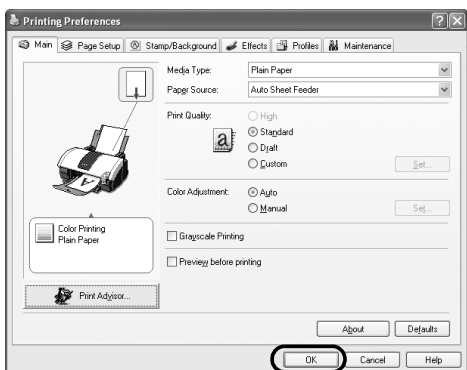 Printing Preferences
Main Page Setup Stamp/Background Effects Profiles Maintenance
Media Type: Plain Paper
Paper Source: Auto Sheet Feeder
Print Quality: High
Standard
Draft
Custom Set...
Color Adjustment: Auto
Manual Set...
Color Printing
Plain Paper
Grayscale Printing
Preview before printing
Print Advisor...
About Defaults
OK Cancel Help